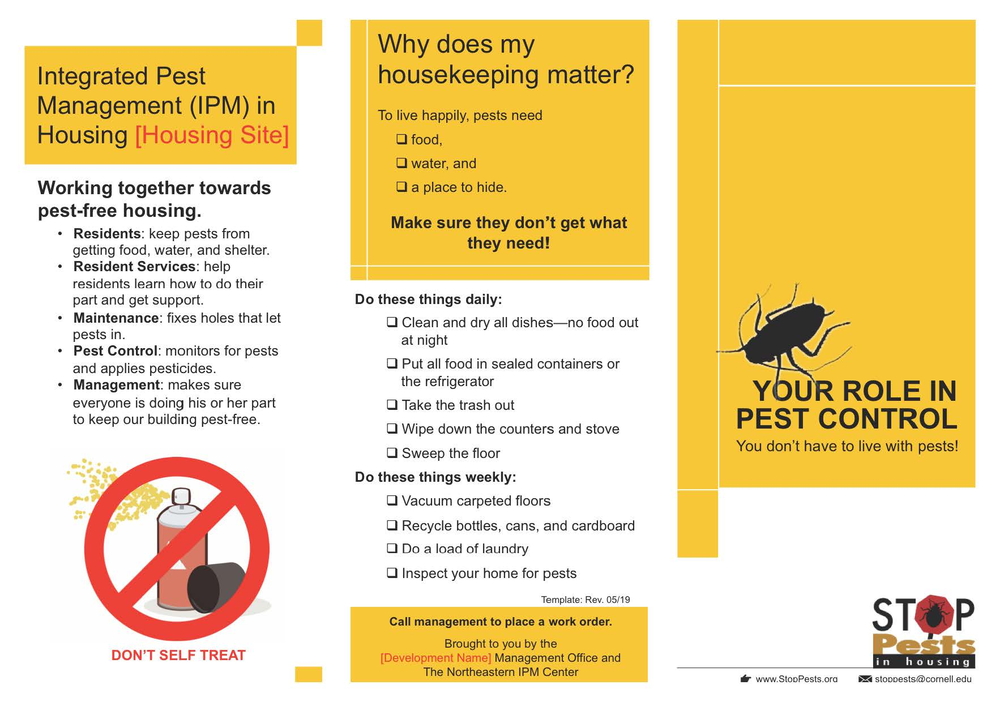 Integrated Pest
Management (IPM) in
Housing [Housing Site]
Working together towards
pest-free housing.
• Residents: keep pests from
getting food, water, and shelter.
• Resident Services: help
residents learn how to do their
part and get support.
• Maintenance: fixes holes that let
pests in.
• Pest Control: monitors for pests
and applies pesticides.
• Management: makes sure
everyone is doing his or her part
to keep our building pest-free.
DON'T SELF TREAT
Why does my
housekeeping matter?
To live happily, pests need
❑ food,
❑ water, and
❑ a place to hide.
Make sure they don't get what
they need!
Do these things daily:
❑ Clean and dry all dishes—no food out
at night
❑ Put all food in sealed containers or
the refrigerator
❑ Take the trash out
❑ Wipe down the counters and stove
❑ Sweep the floor
Do these things weekly:
❑ Vacuum carpeted floors
❑ Recycle bottles, cans, and cardboard
❑ Do a load of laundry
❑ Inspect your home for pests
Template: Rev. 05/19
Call management to place a work order.
Brought to you by the
[Development Name] Management Office and
The Northeastern IPM Center
YOUR ROLE IN
PEST CONTROL
You don't have to live with pests!
STOP
Pests
in housing
www.StopPests.org stoppests@cornell.edu